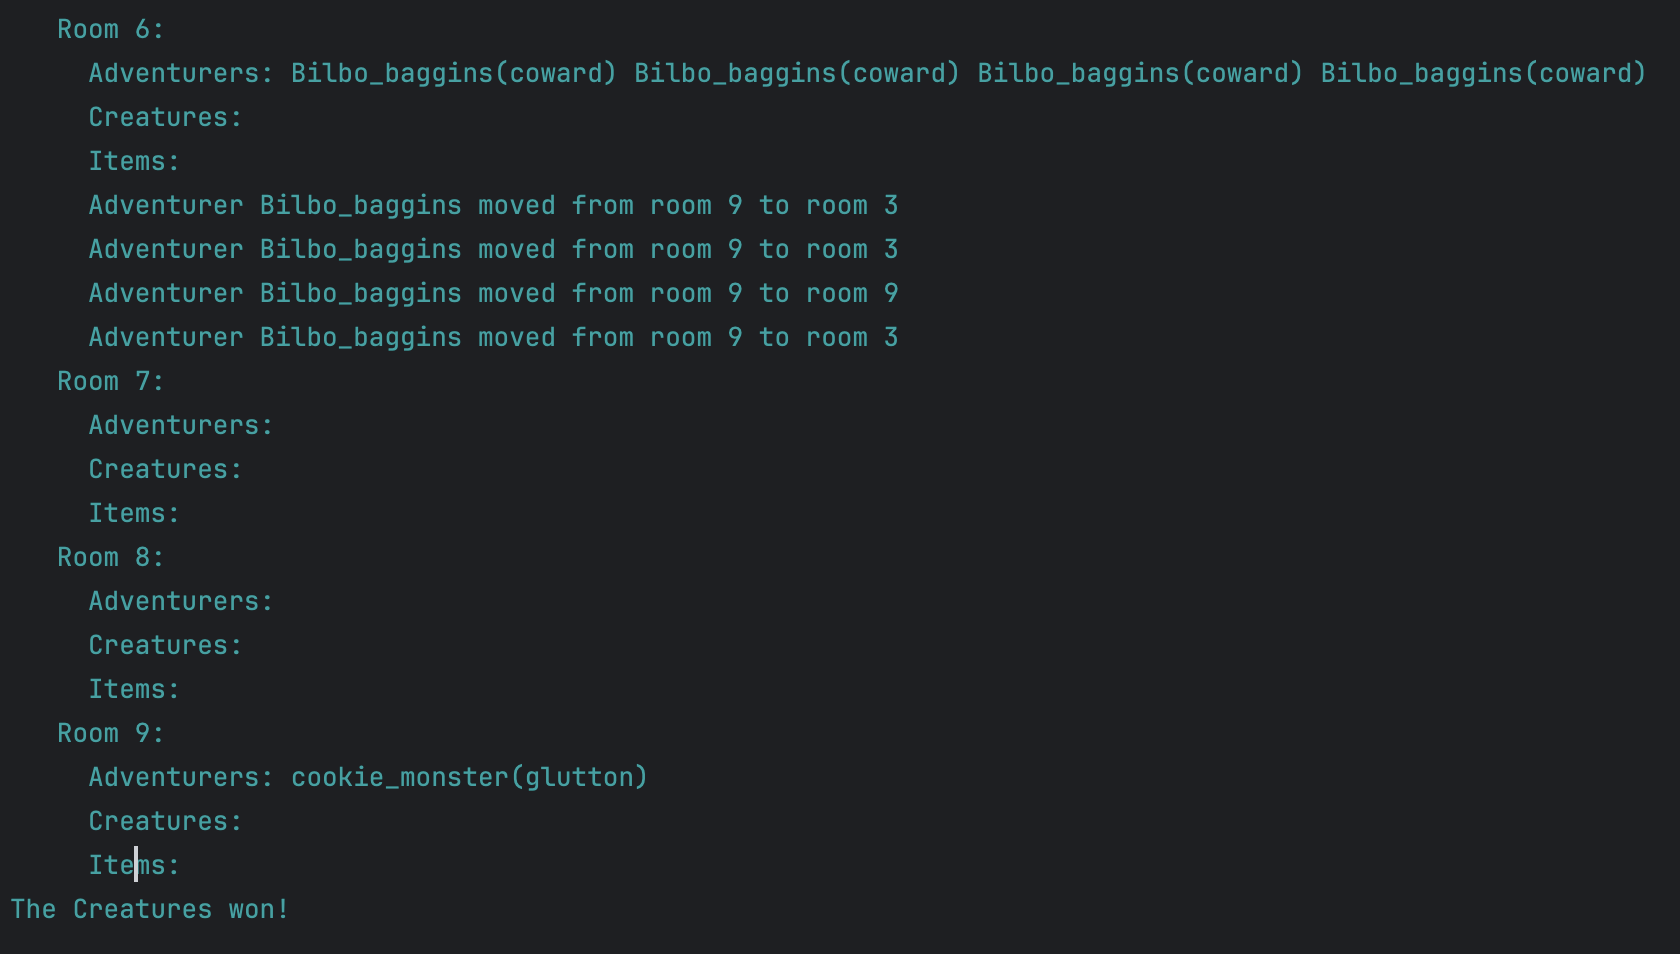 Room 6:
Adventurers: Bilbo_baggins(coward) Bilbo_baggins(coward) Bilbo_baggins(coward) Bilbo_baggins(coward)
Creatures:
Items:
Adventurer Bilbo_baggins moved from room 9 to room 3
Adventurer Bilbo_baggins moved from room 9 to room 3
Adventurer Bilbo_baggins moved from room 9 to room 9
Adventurer Bilbo_baggins moved from room 9 to room 3
Room 7:
Adventurers:
Creatures:
Items:
Room 8:
Adventurers:
Creatures:
Items:
Room 9:
Adventurers: cookie_monster(glutton)
Creatures:
Items:
The Creatures won!